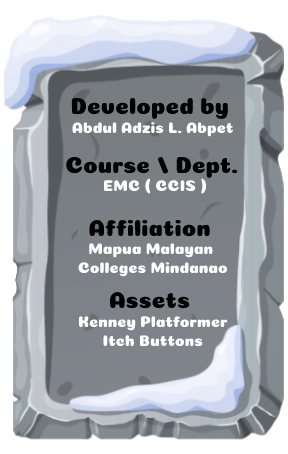 Developed by
Abdul Adzis L. Abpet
Course \ Dept.
EMC ( CCIS )
Affiliation
Mapua Malayan
Colleges Mindanao
Assets
Kenney Platformer
Itch Buttons